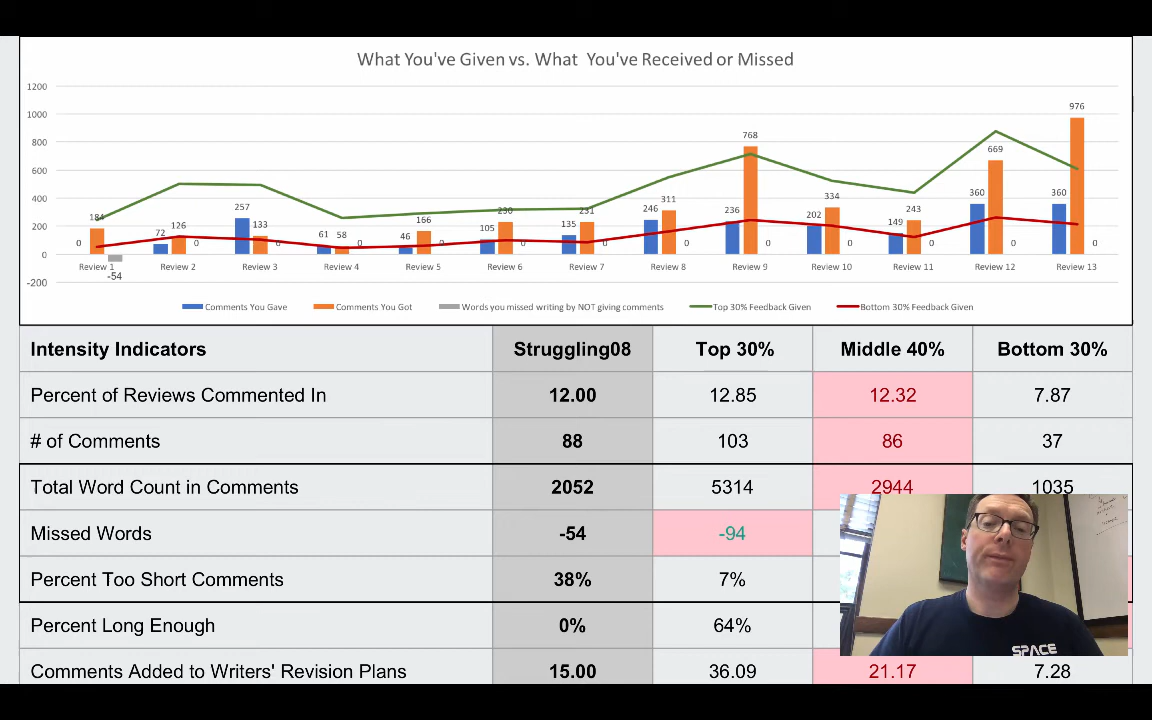 What You've Given vs. What You've Received or Missed
1200
1000
800
600
400
200
0
-200
0 184 -54
72 126 0
257 133 0
61 58 0
46 166 0
105 230 0
135 231 0
246 311 0
236 768 0
202 334 0
149 243 0
360 669 0
360 976 0
Review 1 Review 2 Review 3 Review 4 Review 5 Review 6 Review 7 Review 8 Review 9 Review 10 Review 11 Review 12 Review 13
Comments You Gave Comments You Got Words you missed writing by NOT giving comments Top 30% Feedback Given Bottom 30% Feedback Given
Intensity Indicators Struggling08 Top 30% Middle 40% Bottom 30%
Percent of Reviews Commented In 12.00 12.85 12.32 7.87
# of Comments 88 103 86 37
Total Word Count in Comments 2052 5314 2944 1035
Missed Words -54 -94
Percent Too Short Comments 38% 7%
Percent Long Enough 0% 64%
SPACE
Comments Added to Writers' Revision Plans 15.00 36.09 21.17 7.28